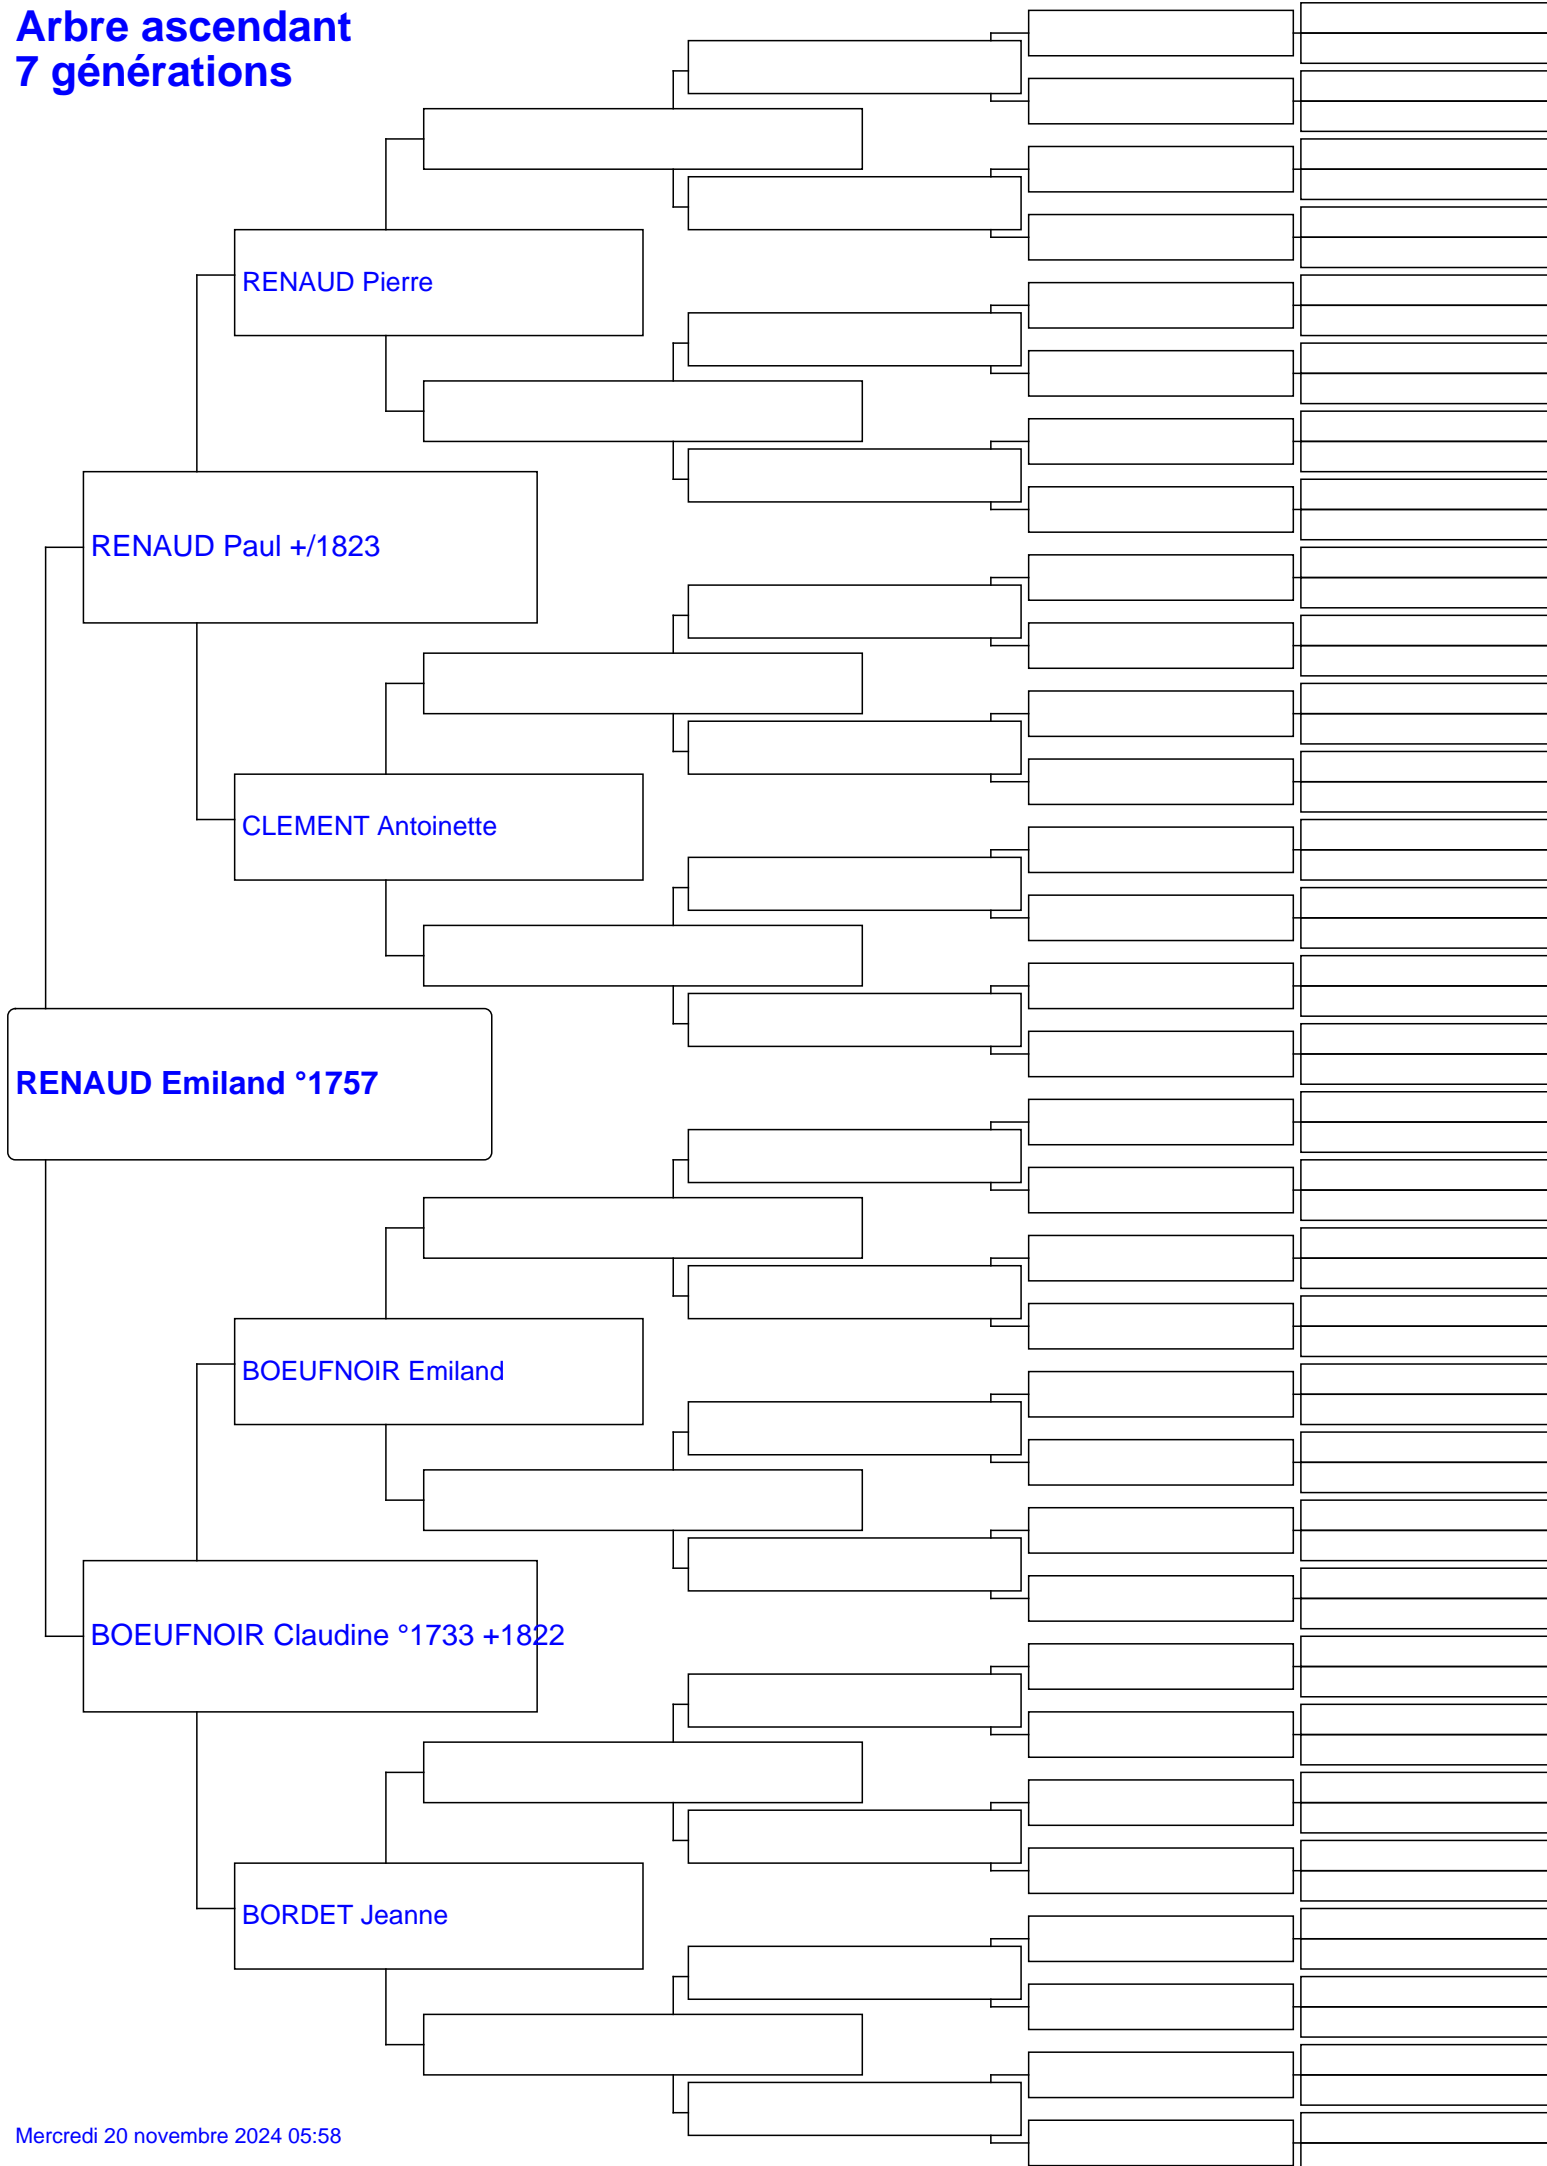 Arbre ascendant
7 générations
RENAUD Pierre
RENAUD Paul +/1823
CLEMENT Antoinette
RENAUD Emiland °1757
BOEUFNOIR Emiland
BOEUFNOIR Claudine °1733 +1822
BORDET Jeanne
Mercredi 20 novembre 2024 05:58